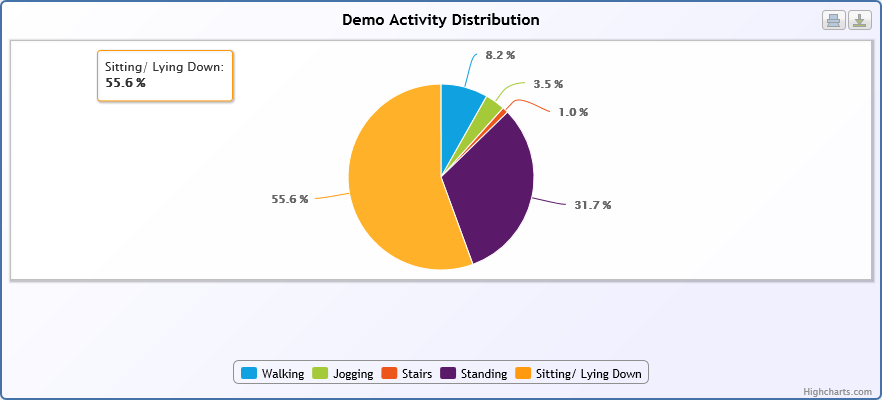 Demo Activity Distribution
Sitting/ Lying Down:
55.6 %
8.2 %
3.5 %
1.0 %
55.6 %
31.7 %
Walking Jogging Stairs Standing Sitting/ Lying Down
Highcharts.com